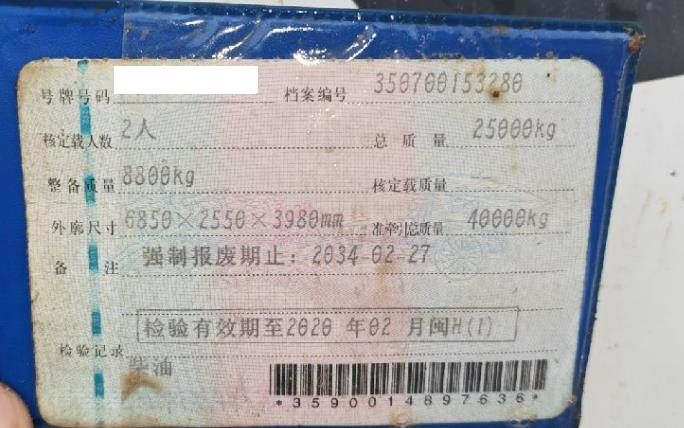 号牌号码 档案编号 350700153280
核定载人数 2人 总质量 25000kg
整备质量 8800kg 核定载质量 --
外廓尺寸 6850×2550×3980mm 准牵引总质量 40000kg
备注 强制报废期止：2034-02-27
检验有效期至2020 年02 月闽H(1)
检验记录
柴油
*3590014897636*